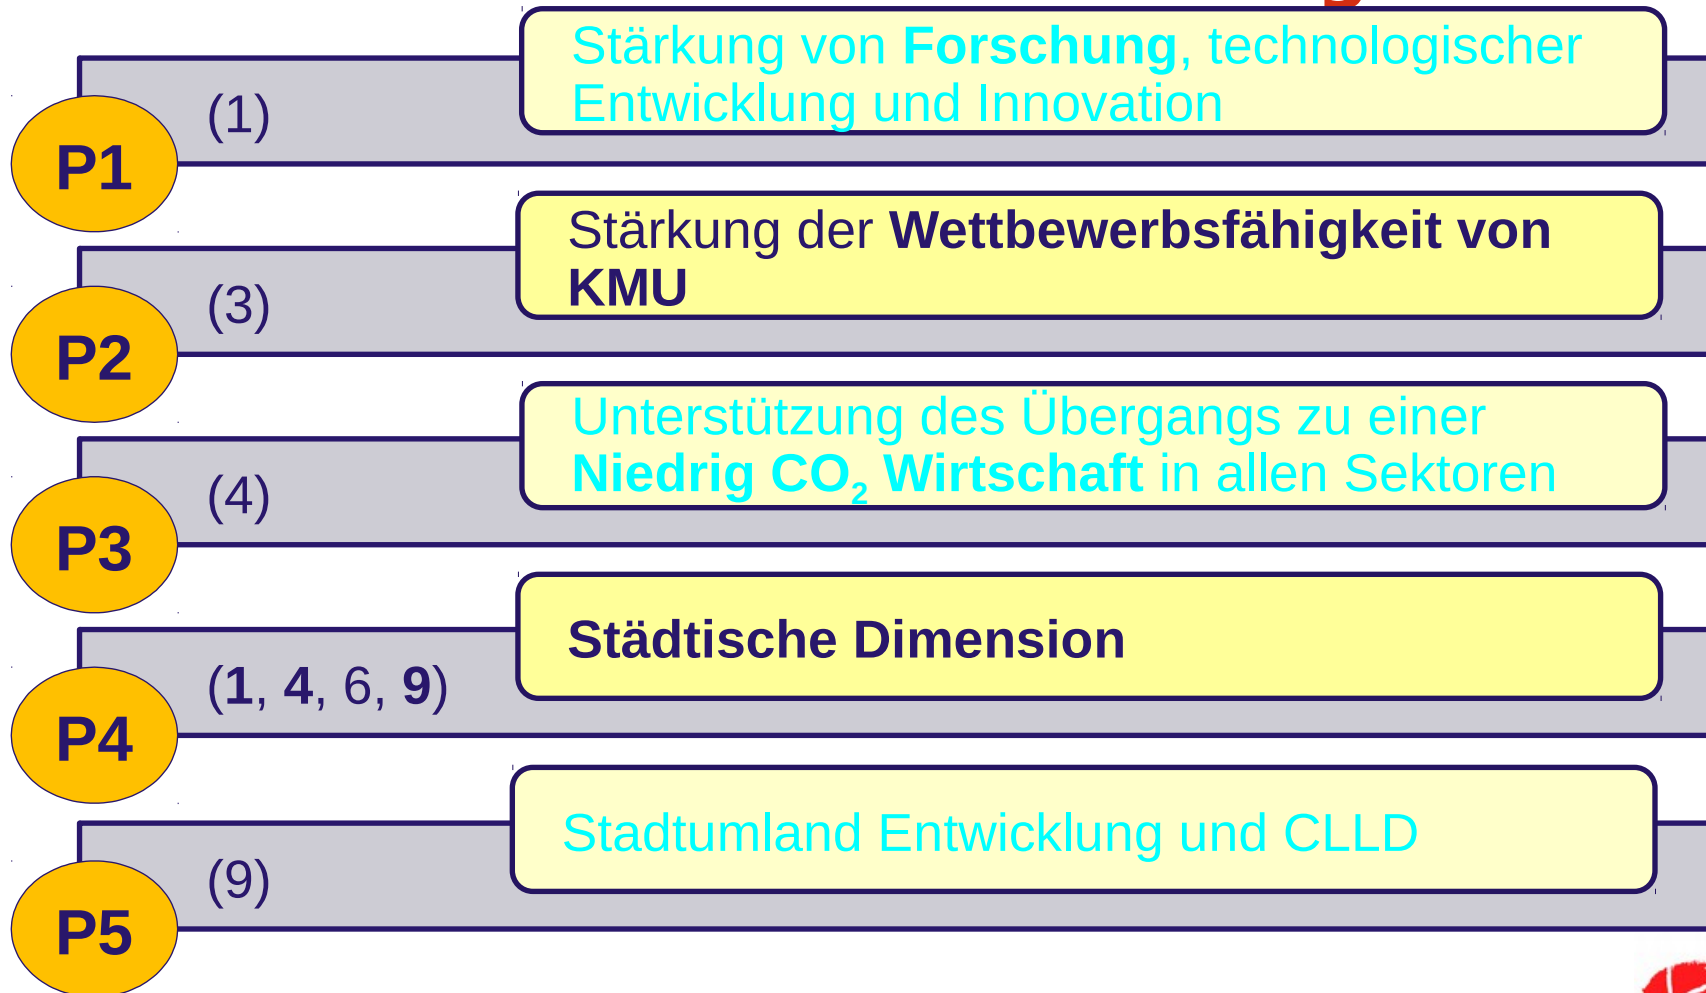 Stärkung von Forschung, technologischer
Entwicklung und Innovation
(1)
P1
Stärkung der Wettbewerbsfähigkeit von
KMU
(3)
P2
Unterstützung des Übergangs zu einer
Niedrig CO₂ Wirtschaft in allen Sektoren
(4)
P3
Städtische Dimension
(1, 4, 6, 9)
P4
Stadtumland Entwicklung und CLLD
(9)
P5